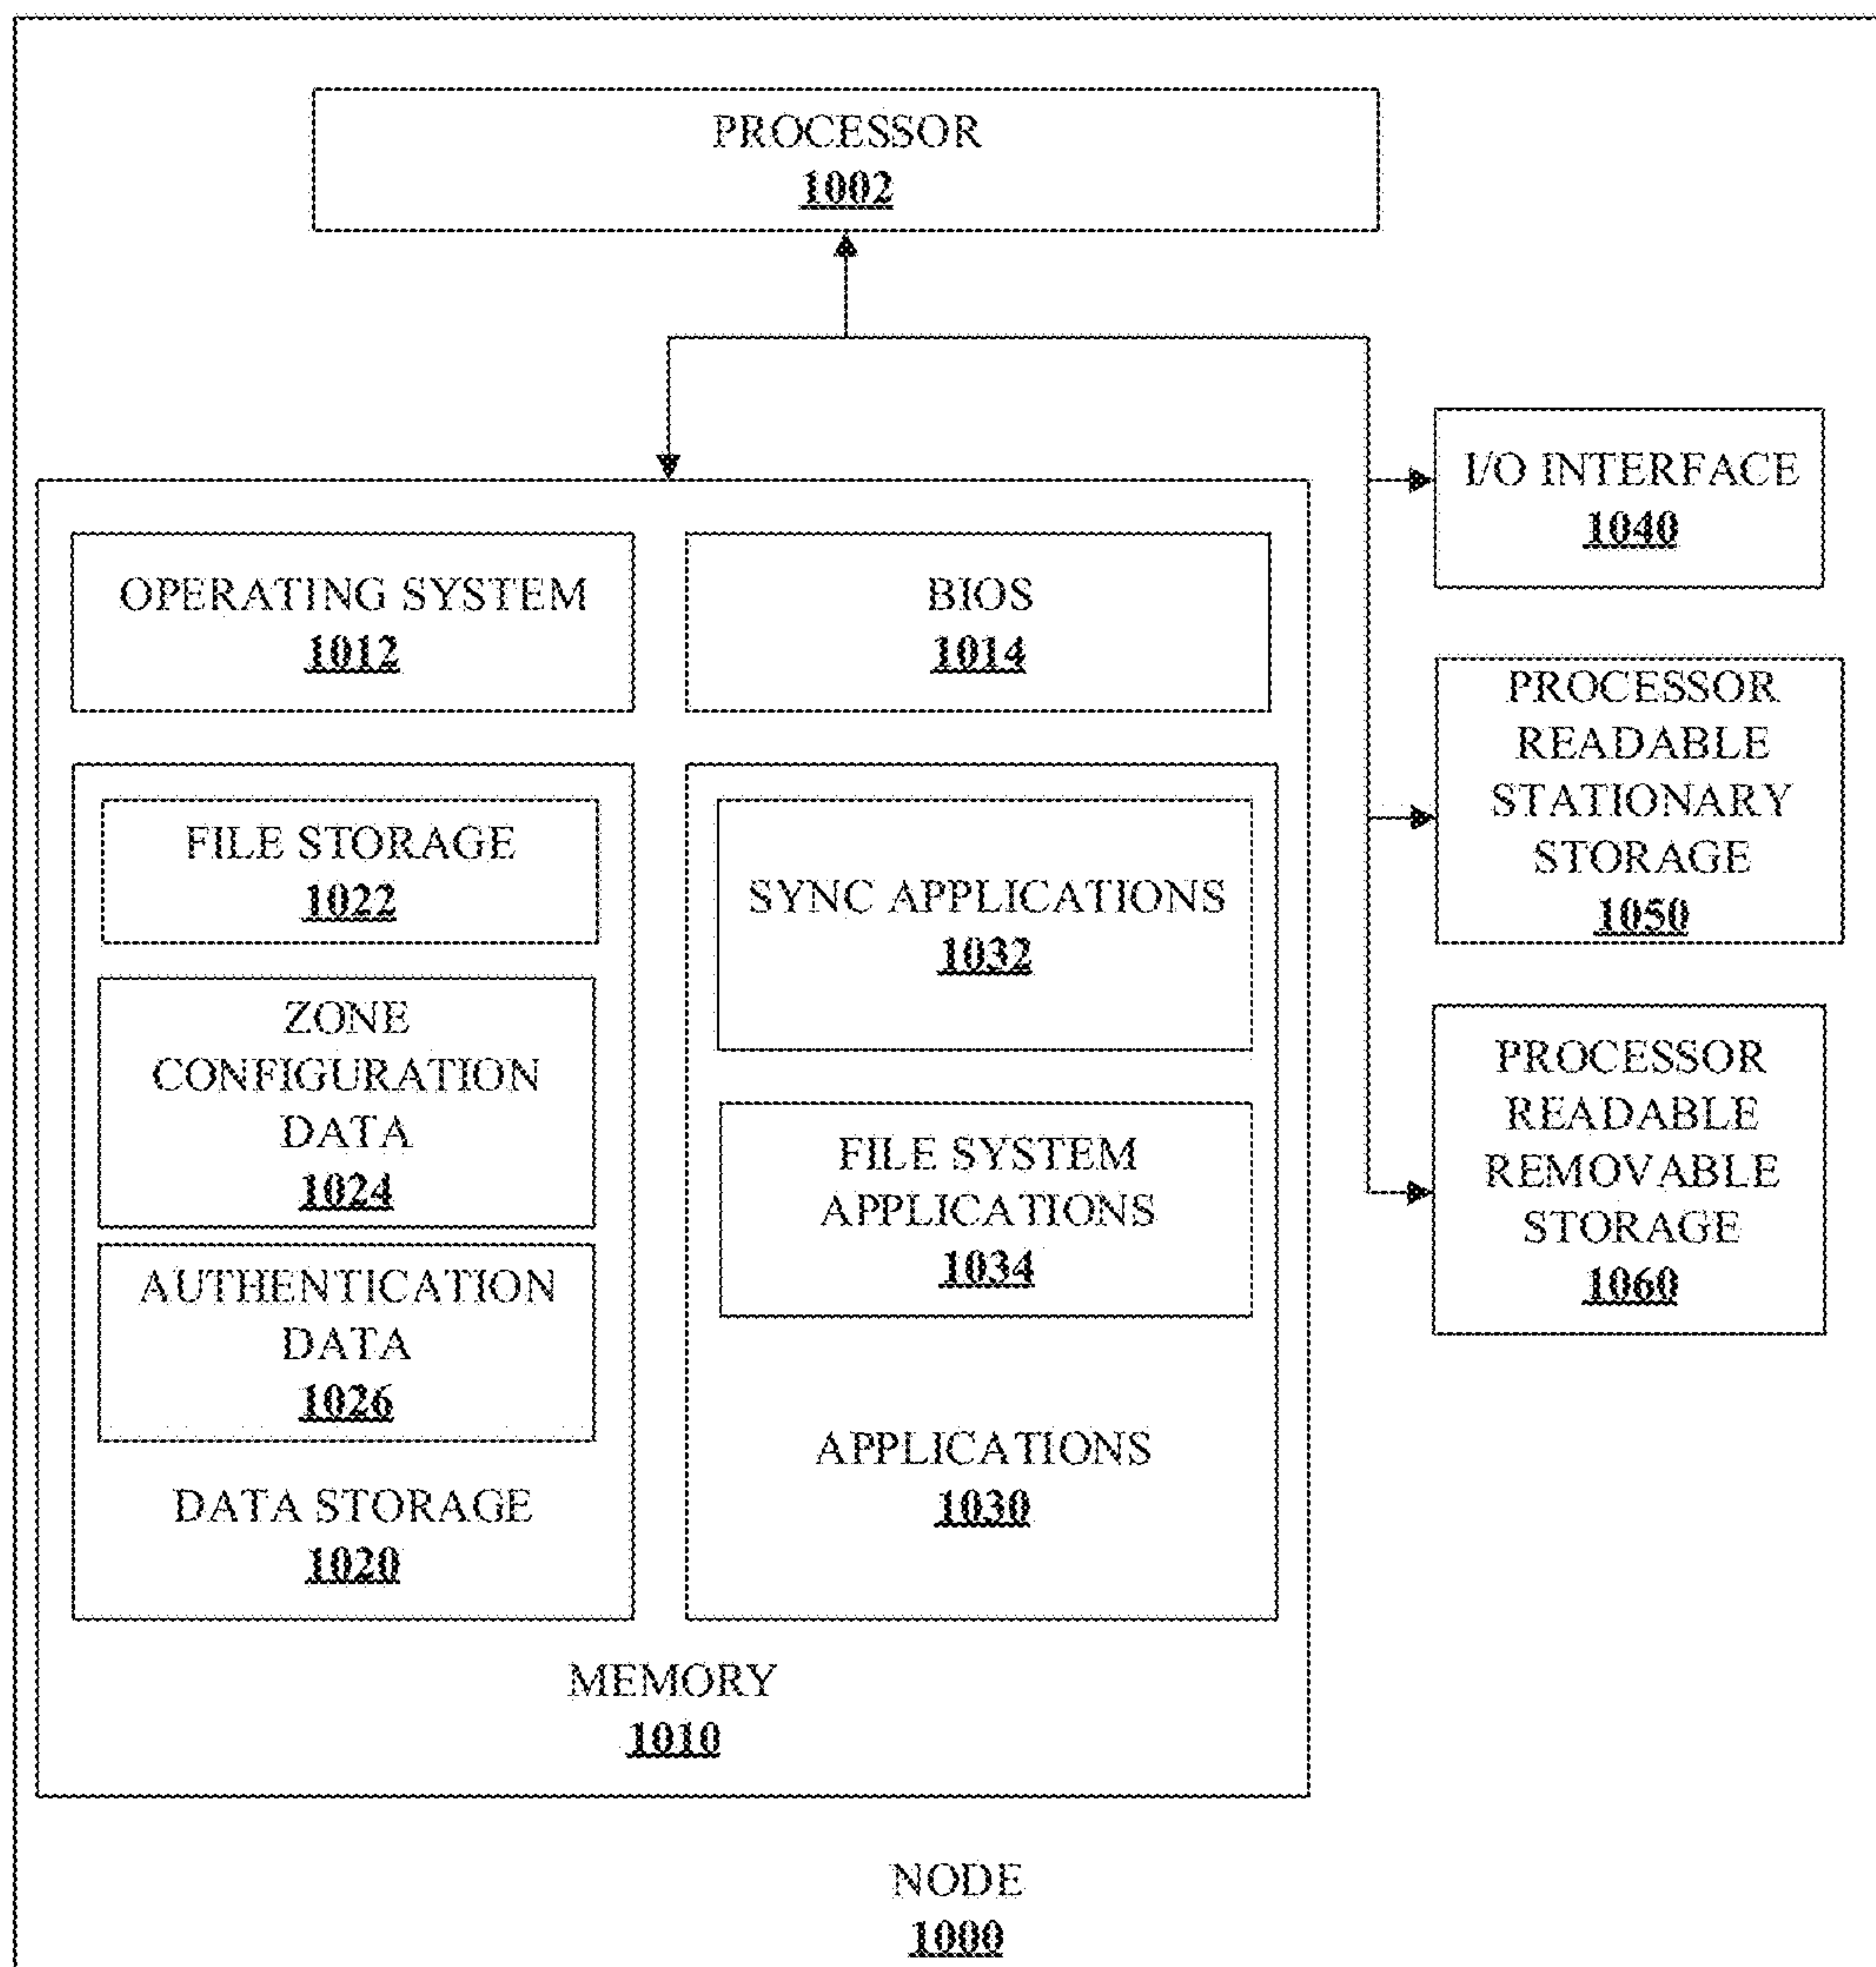 PROCESSOR
1002
I/O INTERFACE
1040
OPERATING SYSTEM
1012
BIOS
1014
PROCESSOR
READABLE
STATIONARY
STORAGE
1050
FILE STORAGE
1022
ZONE
CONFIGURATION
DATA
1024
AUTHENTICATION
DATA
1026
DATA STORAGE
1020
SYNC APPLICATIONS
1032
FILE SYSTEM
APPLICATIONS
1034
APPLICATIONS
1030
PROCESSOR
READABLE
REMOVABLE
STORAGE
1060
MEMORY
1010
NODE
1000